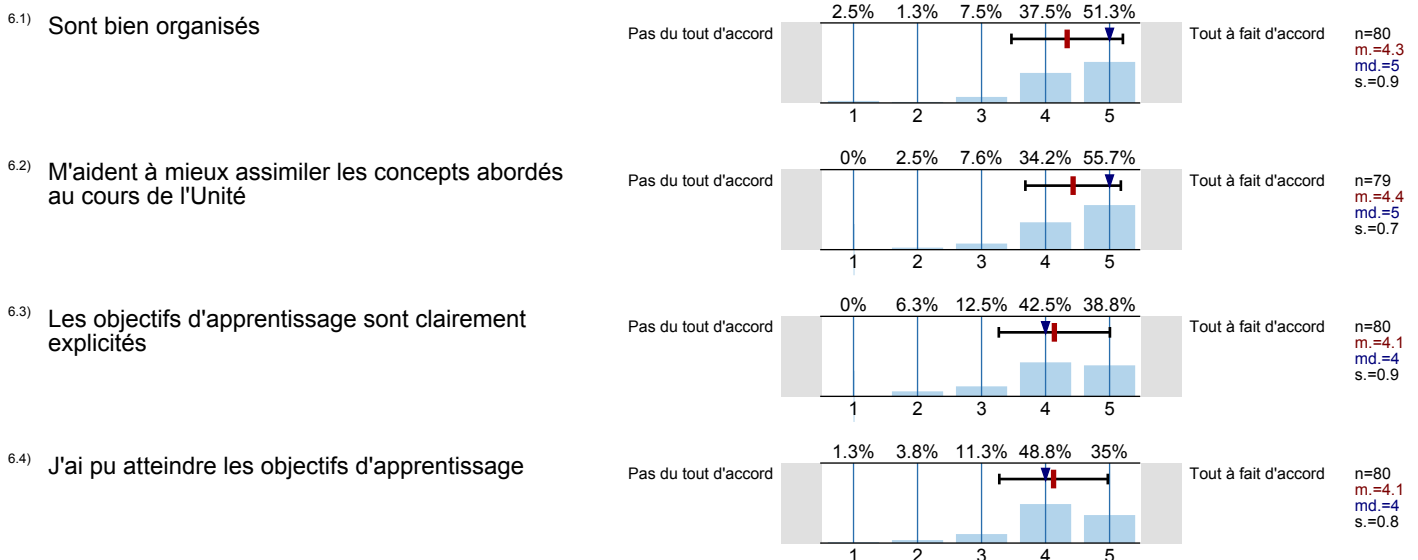 6.1) Sont bien organisés
Pas du tout d'accord
2.5% 1.3% 7.5% 37.5% 51.3%
1 2 3 4 5
Tout à fait d'accord
n=80
m.=4.3
md.=5
s.=0.9
6.2) M'aident à mieux assimiler les concepts abordés
au cours de l'Unité
Pas du tout d'accord
0% 2.5% 7.6% 34.2% 55.7%
1 2 3 4 5
Tout à fait d'accord
n=79
m.=4.4
md.=5
s.=0.7
6.3) Les objectifs d'apprentissage sont clairement
explicités
Pas du tout d'accord
0% 6.3% 12.5% 42.5% 38.8%
1 2 3 4 5
Tout à fait d'accord
n=80
m.=4.1
md.=4
s.=0.9
6.4) J'ai pu atteindre les objectifs d'apprentissage
Pas du tout d'accord
1.3% 3.8% 11.3% 48.8% 35%
1 2 3 4 5
Tout à fait d'accord
n=80
m.=4.1
md.=4
s.=0.8